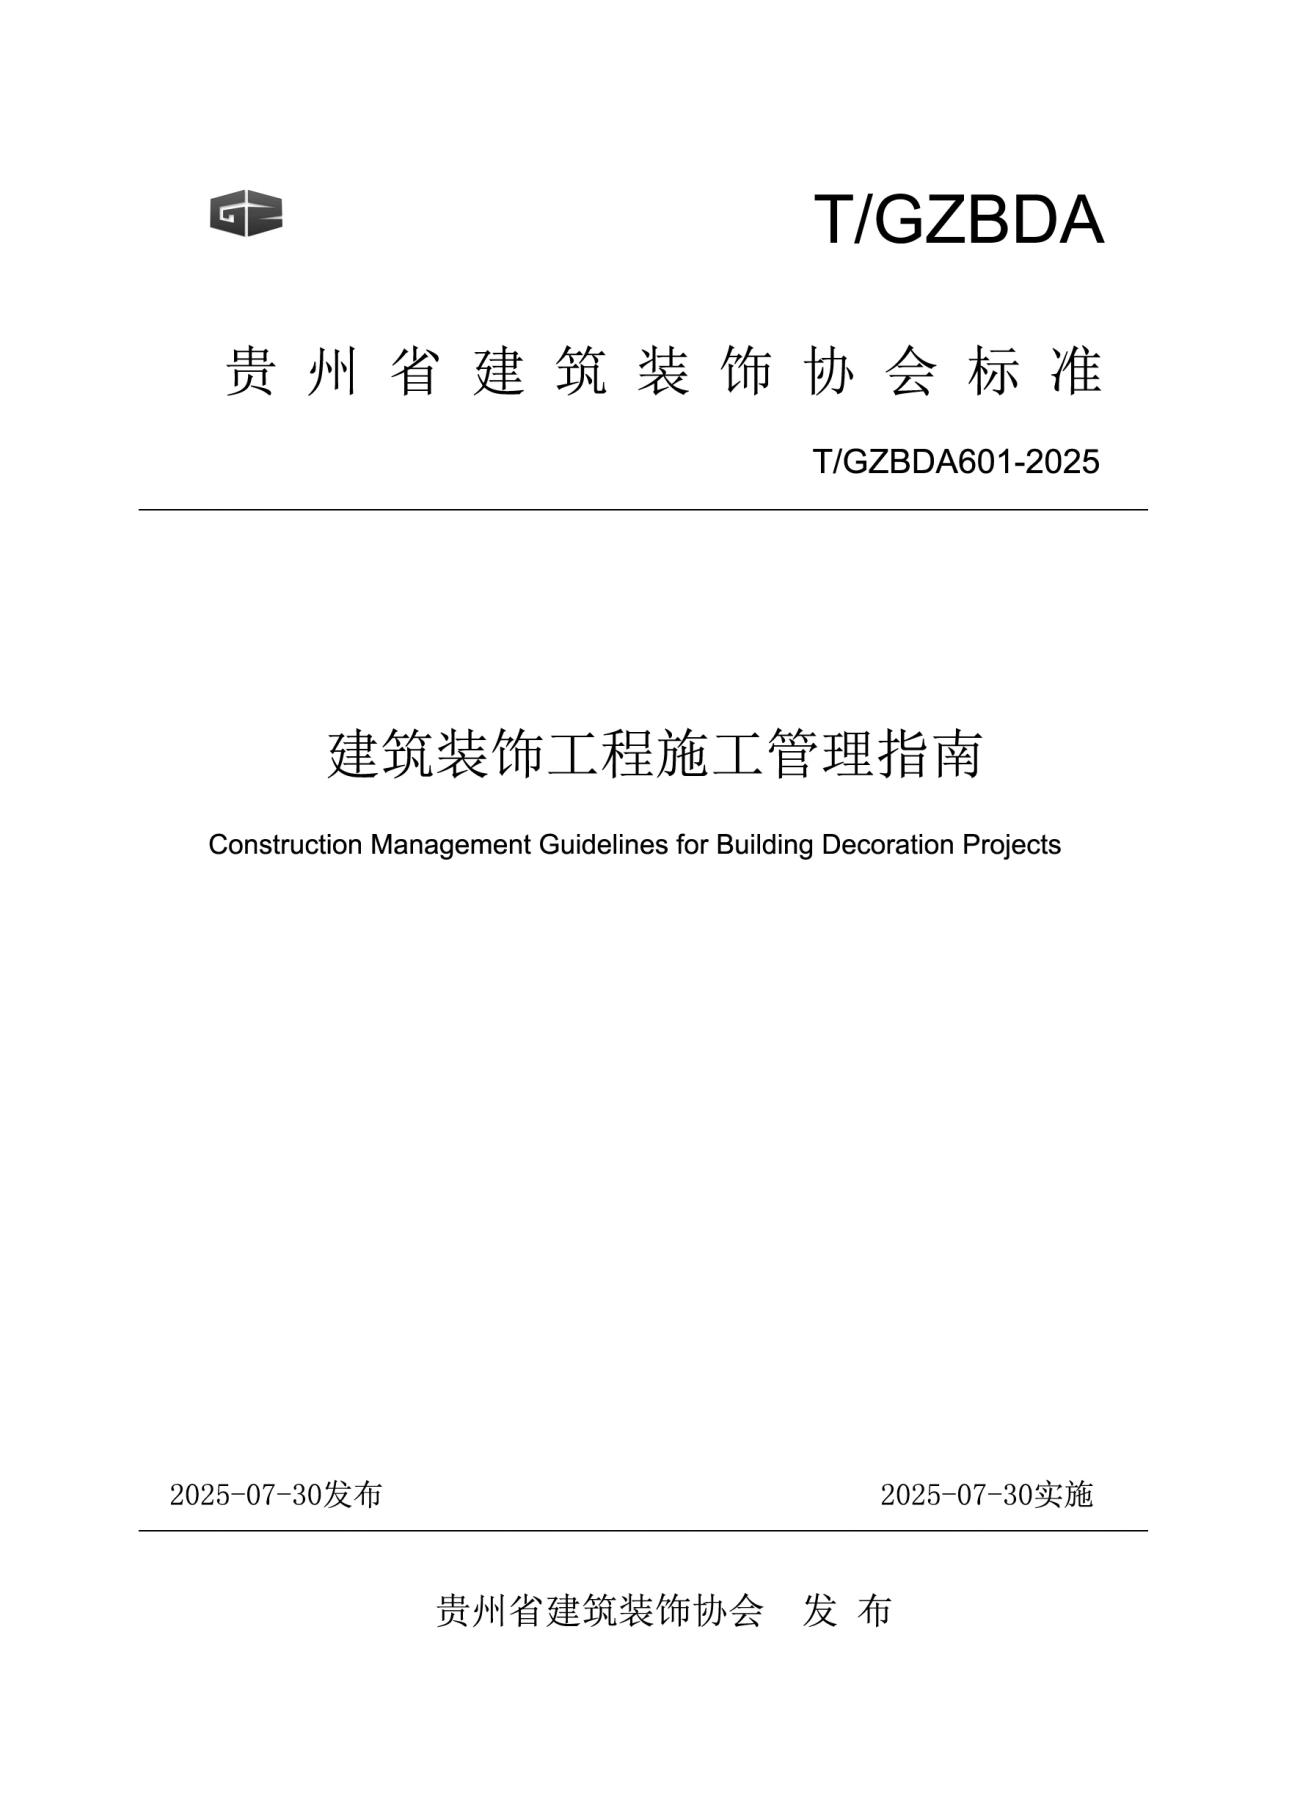 GZ
T/GZBDA
贵州省建筑装饰协会标准
T/GZBDA601-2025
建筑装饰工程施工管理指南
Construction Management Guidelines for Building Decoration Projects
2025-07-30发布
2025-07-30实施
贵州省建筑装饰协会 发 布